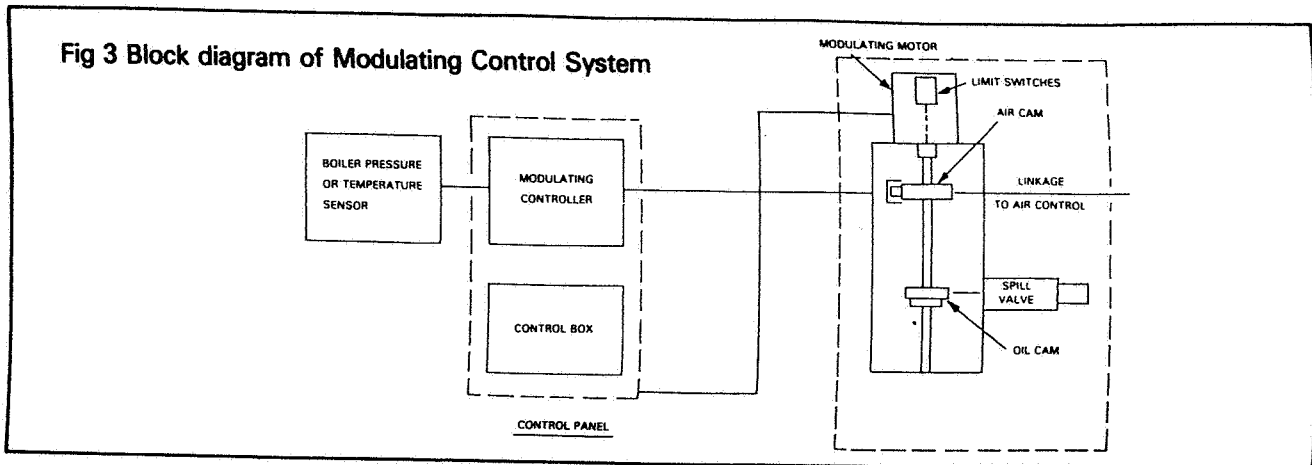 Fig 3 Block diagram of Modulating Control System
MODULATING MOTOR
LIMIT SWITCHES
AIR CAM
BOILER PRESSURE
OR TEMPERATURE
SENSOR
MODULATING
CONTROLLER
LINKAGE
TO AIR CONTROL
CONTROL BOX
SPILL
VALVE
OIL CAM
CONTROL PANEL